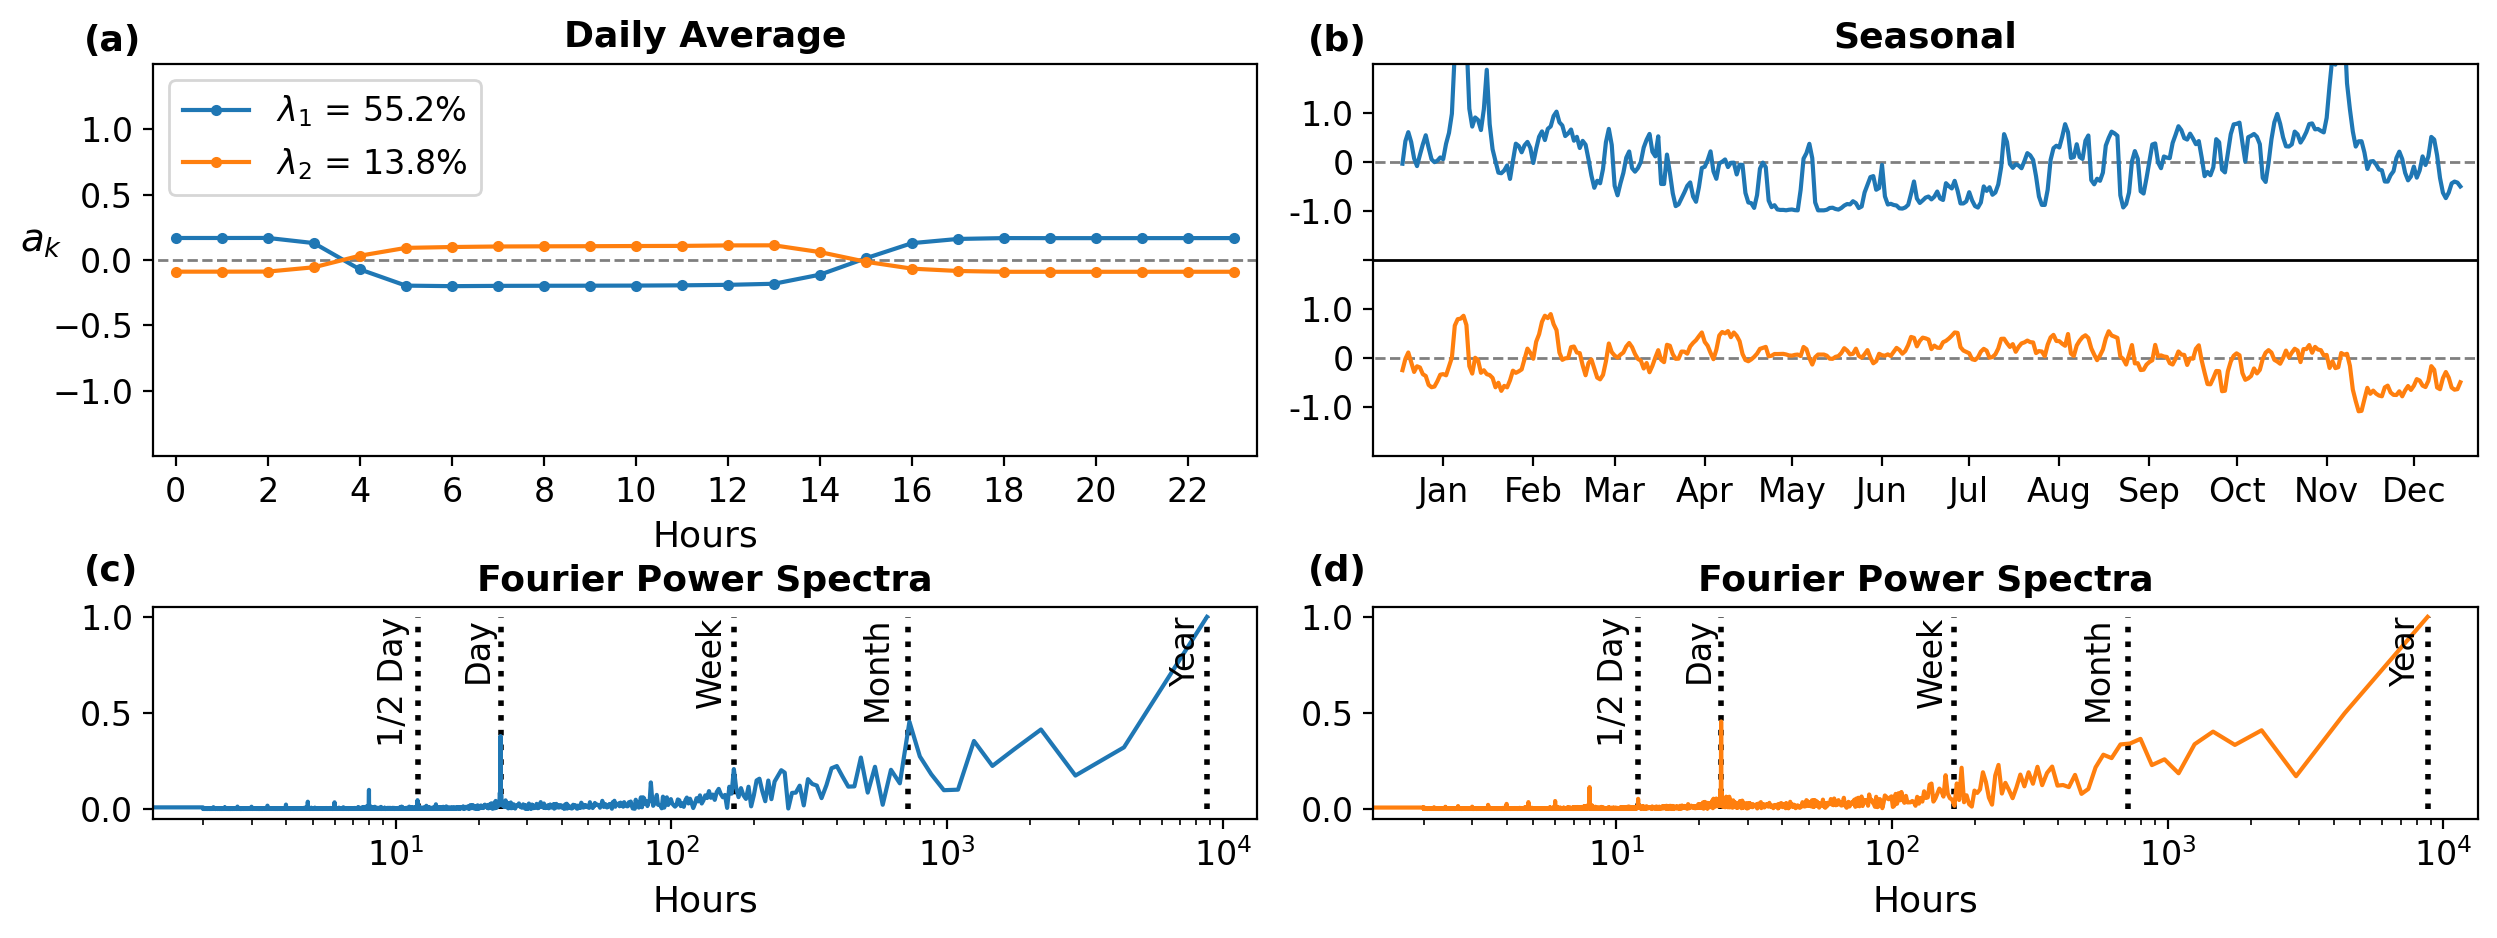 (a) Daily Average
λ1 = 55.2%
λ2 = 13.8%
ak
1.0
0.5
0.0
−0.5
−1.0
0 2 4 6 8 10 12 14 16 18 20 22
Hours
(b) Seasonal
1.0
0
-1.0
1.0
0
-1.0
Jan Feb Mar Apr May Jun Jul Aug Sep Oct Nov Dec
(c) Fourier Power Spectra
1.0
0.5
0.0
1/2 Day
Day
Week
Month
Year
10^1 10^2 10^3 10^4
Hours
(d) Fourier Power Spectra
1.0
0.5
0.0
1/2 Day
Day
Week
Month
Year
10^1 10^2 10^3 10^4
Hours